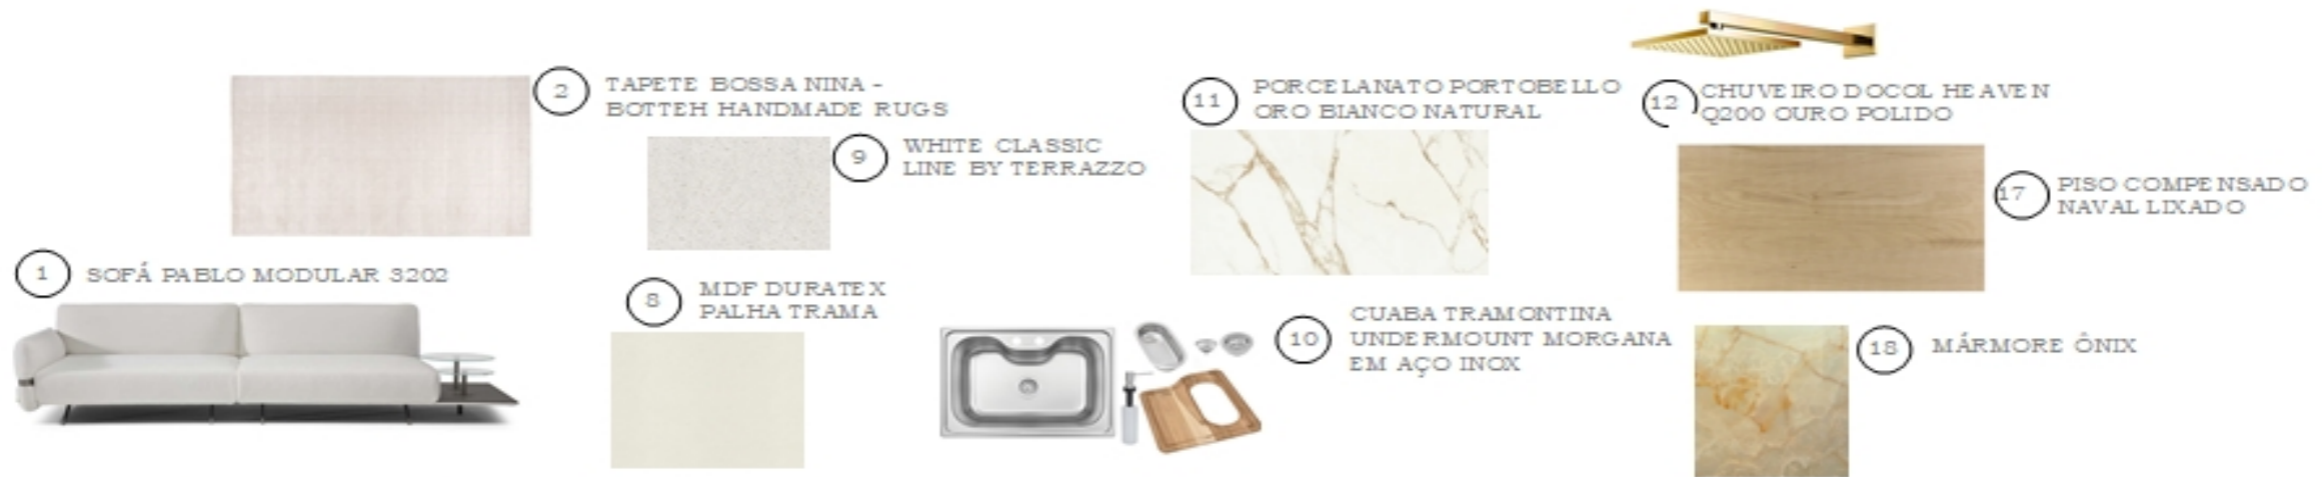 2
TAPETE BOSSA NINA -
BOTTEH HANDMADE RUGS
9
WHITE CLASSIC
LINE BY TERRAZZO
1
SOFÁ PABLO MODULAR 3202
8
MDF DURATEX
PALHA TRAMA
11
PORCELANATO PORTOBELLO
ORO BIANCO NATURAL
10
CUABA TRAMONTINA
UNDERMOUNT MORGANA
EM AÇO INOX
12
CHUVEIRO DOCOL HEAVEN
Q200 OURO POLIDO
17
PISO COMPENSADO
NAVAL LIXADO
18
MÁRMORE ÔNIX